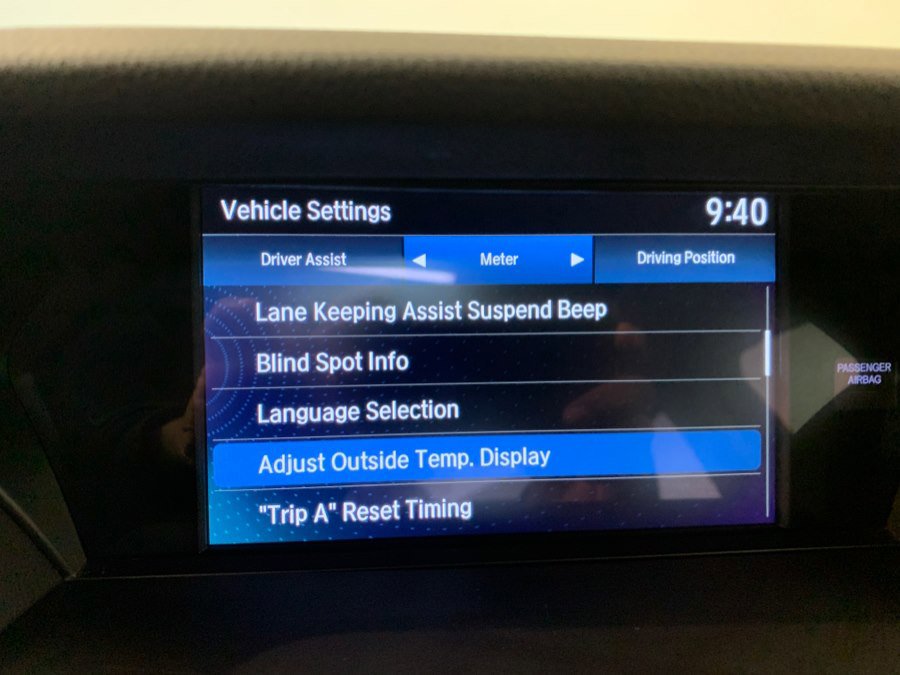 Vehicle Settings 9:40
Driver Assist Meter Driving Position
Lane Keeping Assist Suspend Beep
Blind Spot Info
Language Selection
Adjust Outside Temp. Display
"Trip A" Reset Timing
PASSENGER
AIRBAG